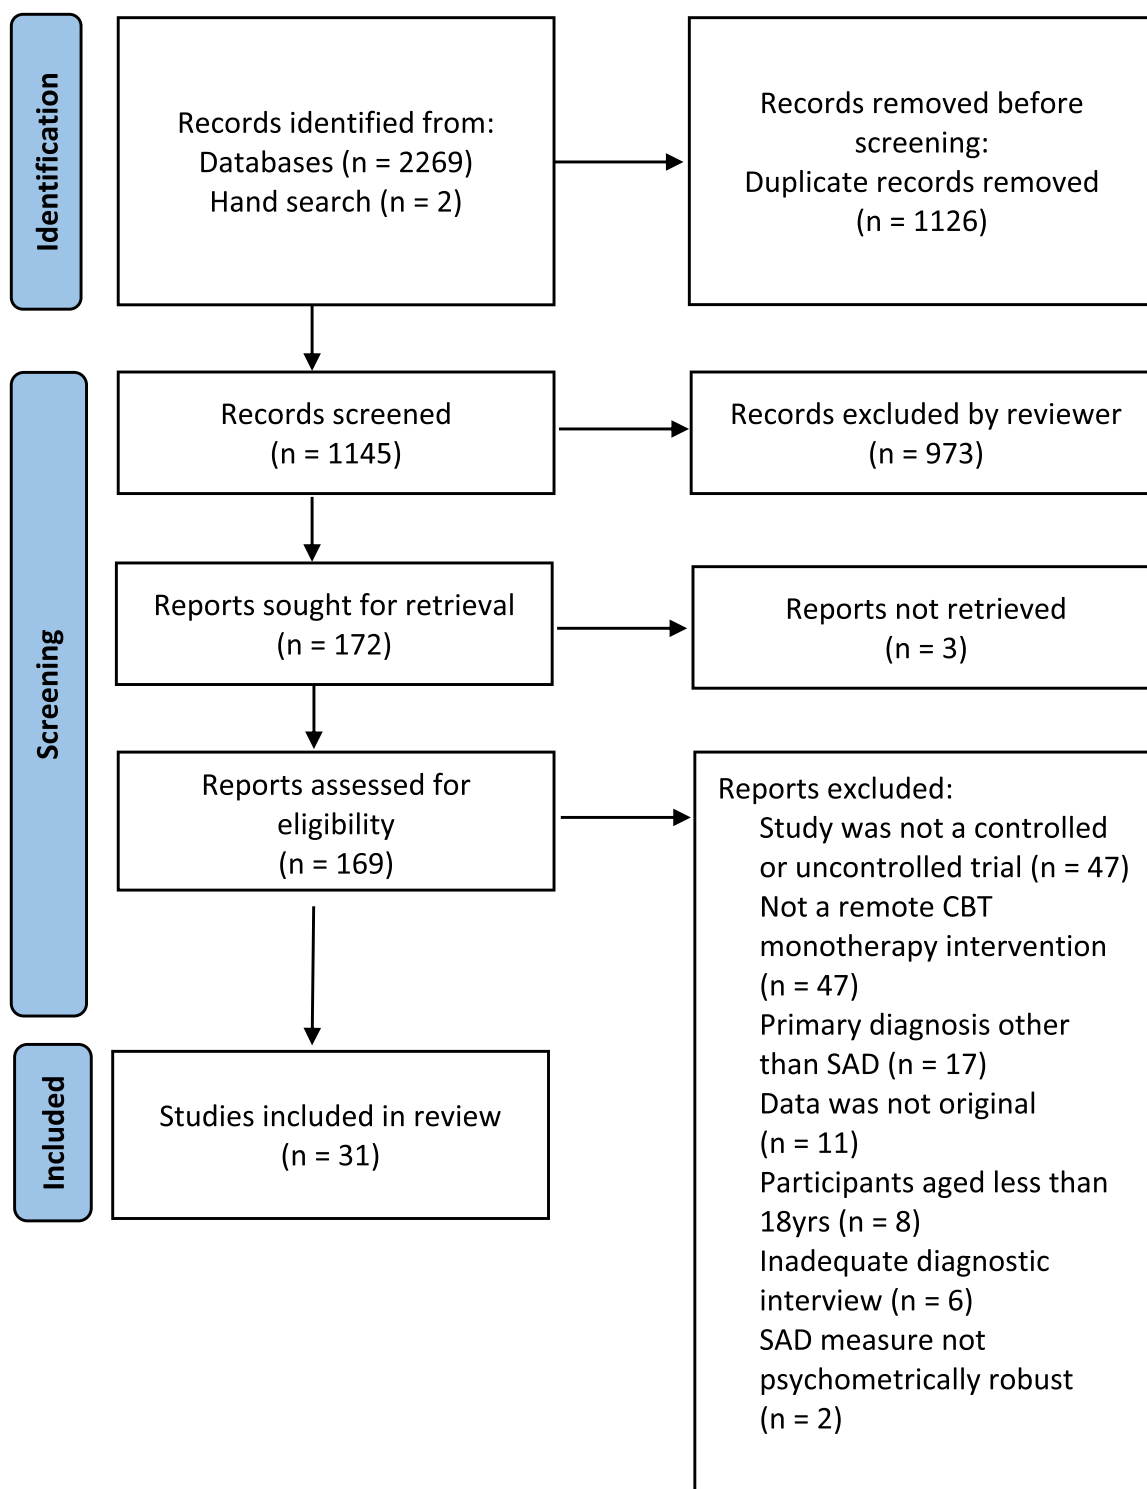 Identification
Records identified from:
Databases (n = 2269)
Hand search (n = 2)
Records removed before
screening:
Duplicate records removed
(n = 1126)
Screening
Records screened
(n = 1145)
Records excluded by reviewer
(n = 973)
Reports sought for retrieval
(n = 172)
Reports not retrieved
(n = 3)
Reports assessed for
eligibility
(n = 169)
Reports excluded:
Study was not a controlled
or uncontrolled trial (n = 47)
Not a remote CBT
monotherapy intervention
(n = 47)
Primary diagnosis other
than SAD (n = 17)
Data was not original
(n = 11)
Participants aged less than
18yrs (n = 8)
Inadequate diagnostic
interview (n = 6)
SAD measure not
psychometrically robust
(n = 2)
Included
Studies included in review
(n = 31)